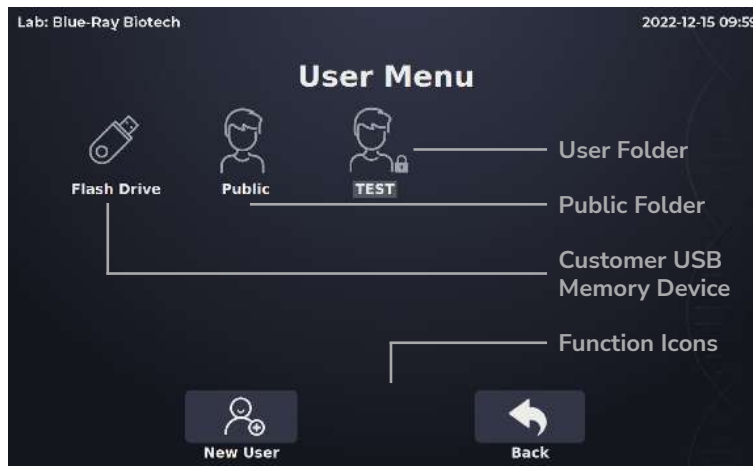 Lab: Blue-Ray Biotech
2022-12-15 09:59
User Menu
Flash Drive
Public
TEST
User Folder
Public Folder
Customer USB
Memory Device
Function Icons
New User
Back